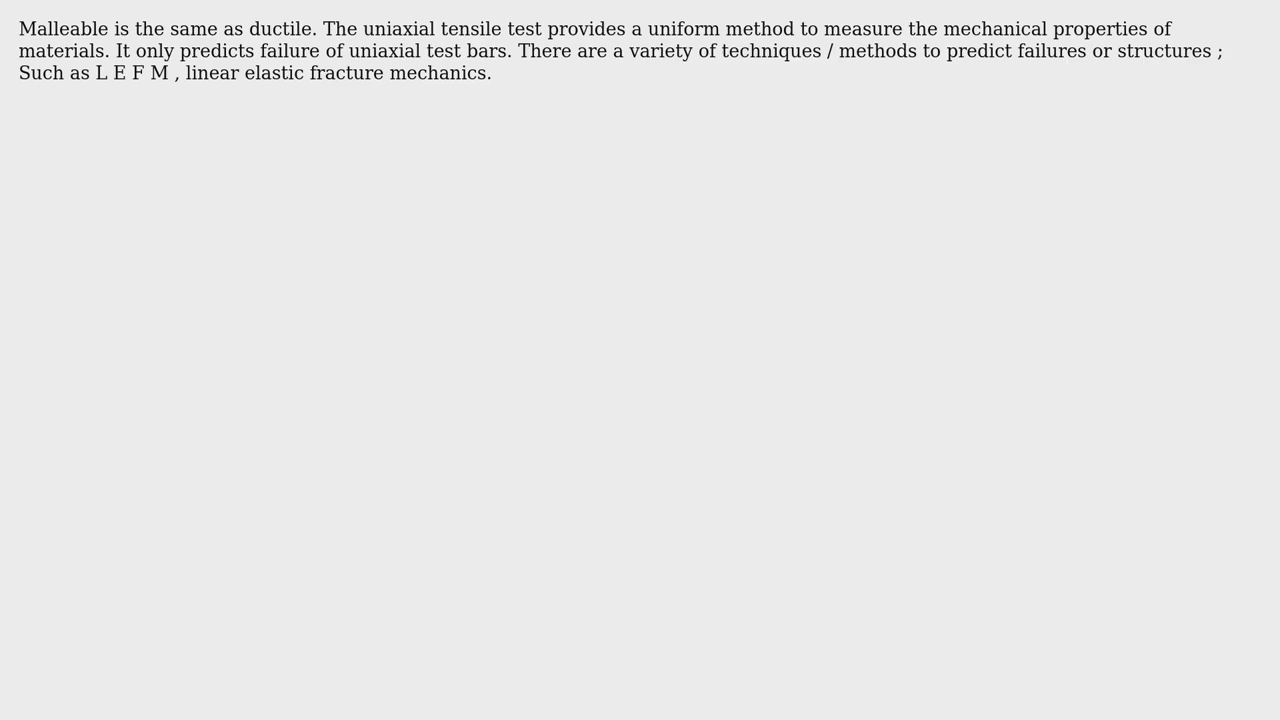 Malleable is the same as ductile. The uniaxial tensile test provides a uniform method to measure the mechanical properties of
materials. It only predicts failure of uniaxial test bars. There are a variety of techniques / methods to predict failures or structures ;
Such as L E F M , linear elastic fracture mechanics.